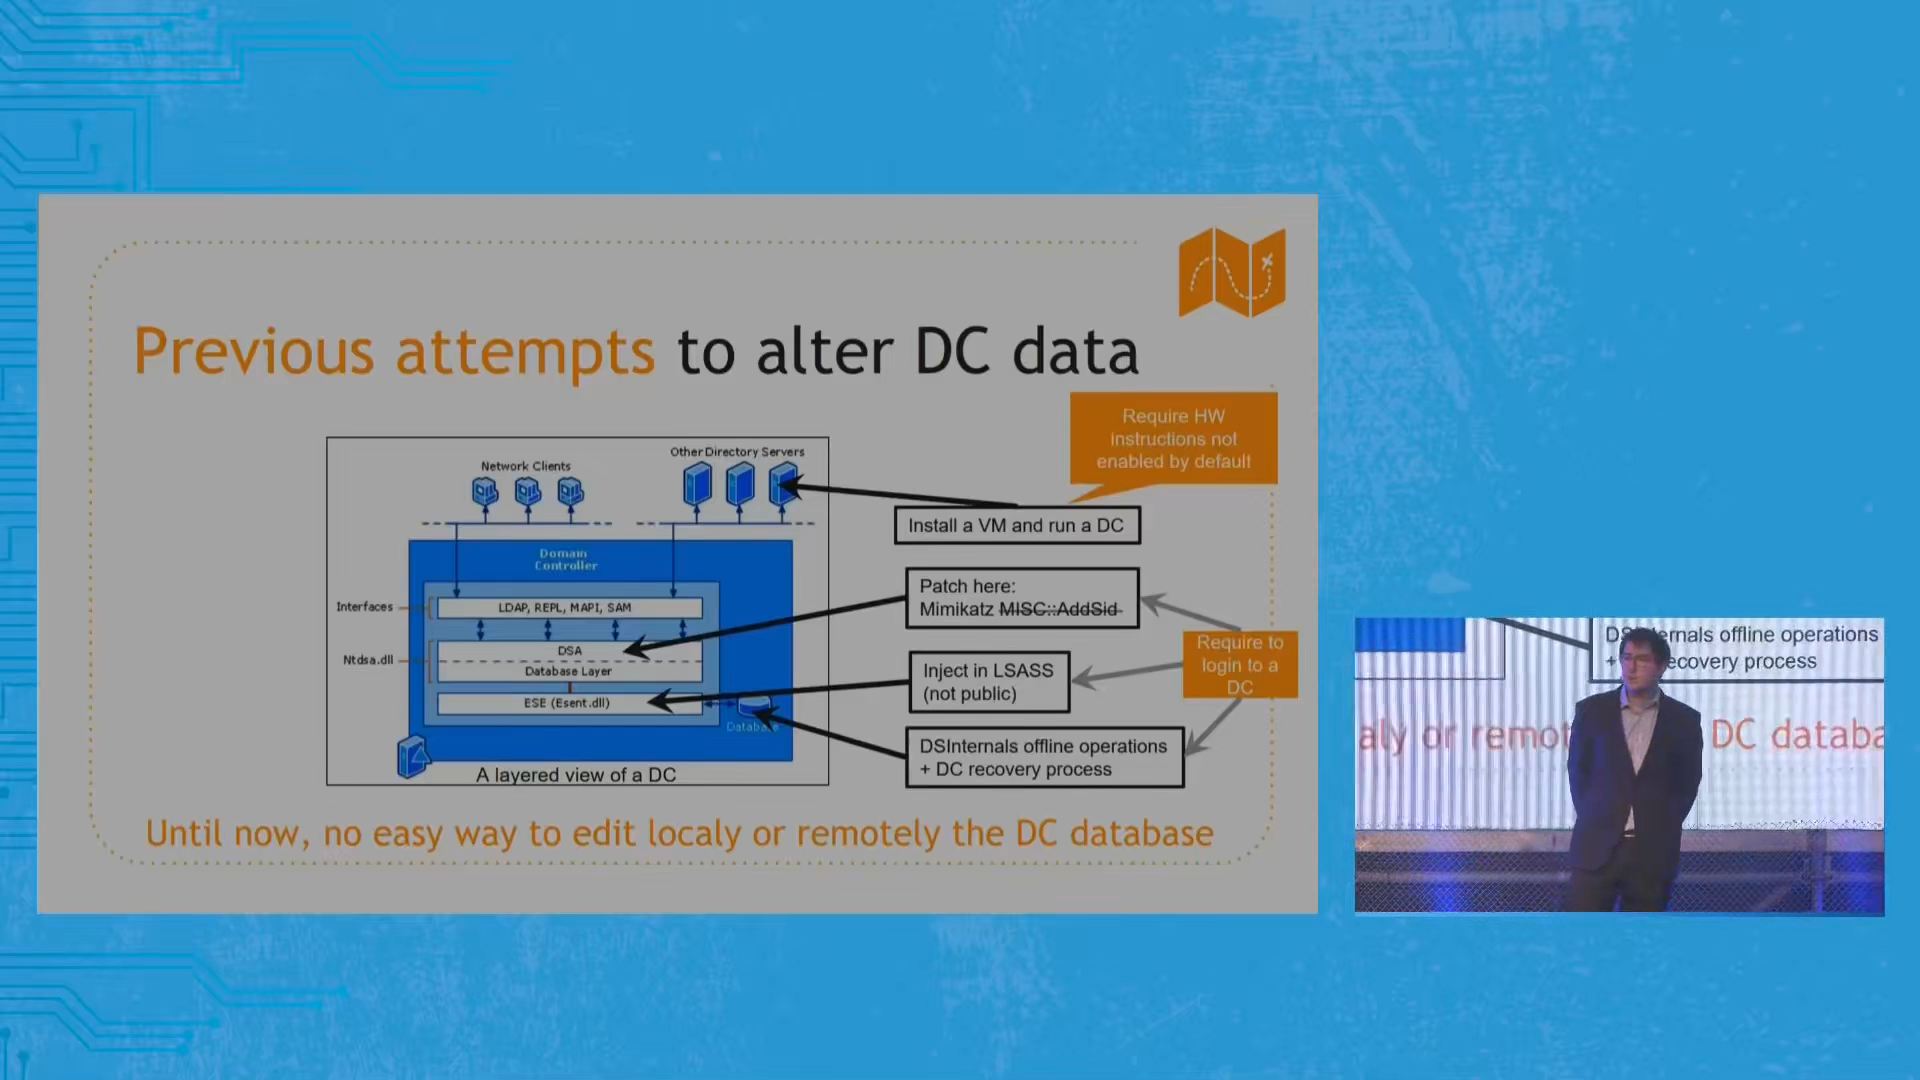 Previous attempts to alter DC data
Require HW
instructions not
enabled by default
Other Directory Servers
Network Clients
Install a VM and run a DC
Domain
Controller
Patch here:
Mimikatz MISC::AddSid
Interfaces
LDAP, REPL, MAPI, SAM
Require to
login to a
DC
DSA
Ntdsa.dll
Database Layer
Inject in LSASS
(not public)
ESE (Esent.dll)
Database
DSInternals offline operations
+ DC recovery process
A layered view of a DC
Until now, no easy way to edit localy or remotely the DC database
DSInternals offline operations
+ recovery process
aly or remot DC databa